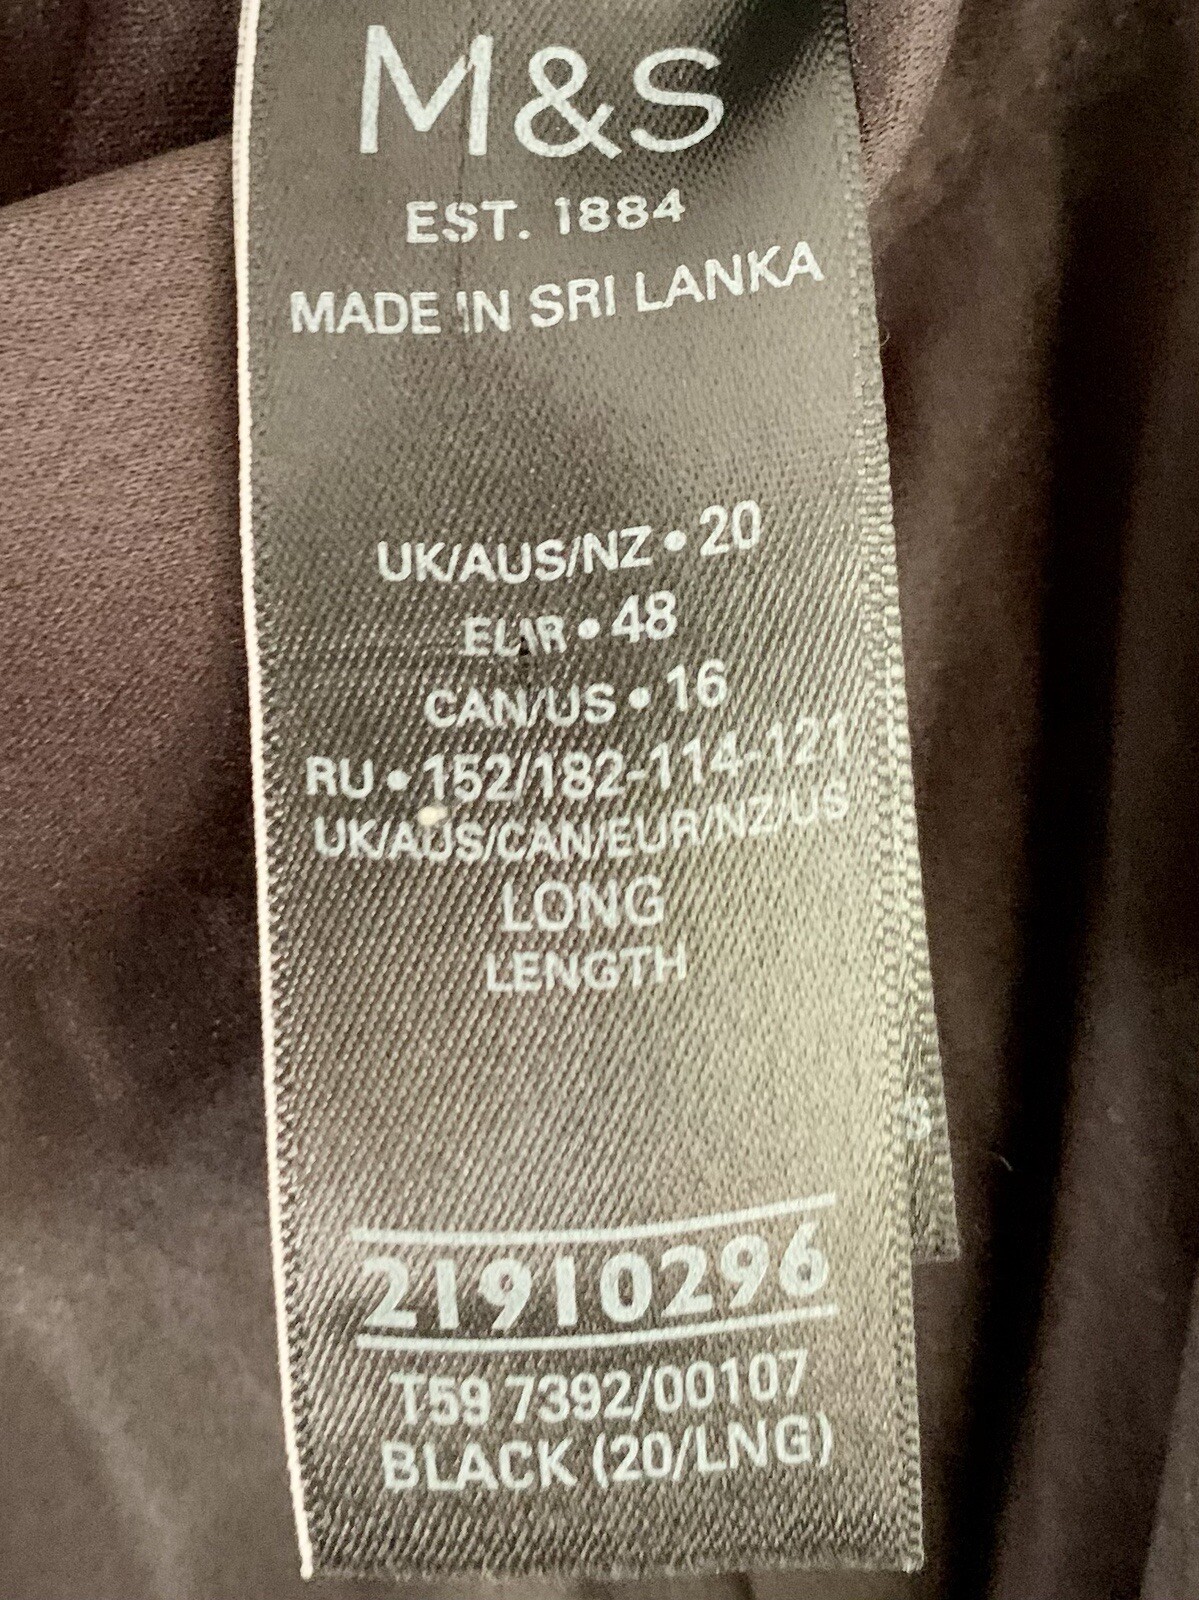 M&S
EST. 1884
MADE IN SRI LANKA
UK/AUS/NZ • 20
EUR • 48
CAN/US • 16
RU • 152/182-114-121
UK/AUS/CAN/EUR/NZ/US
LONG
LENGTH
21910296
T59 7392/00107
BLACK (20/LNG)